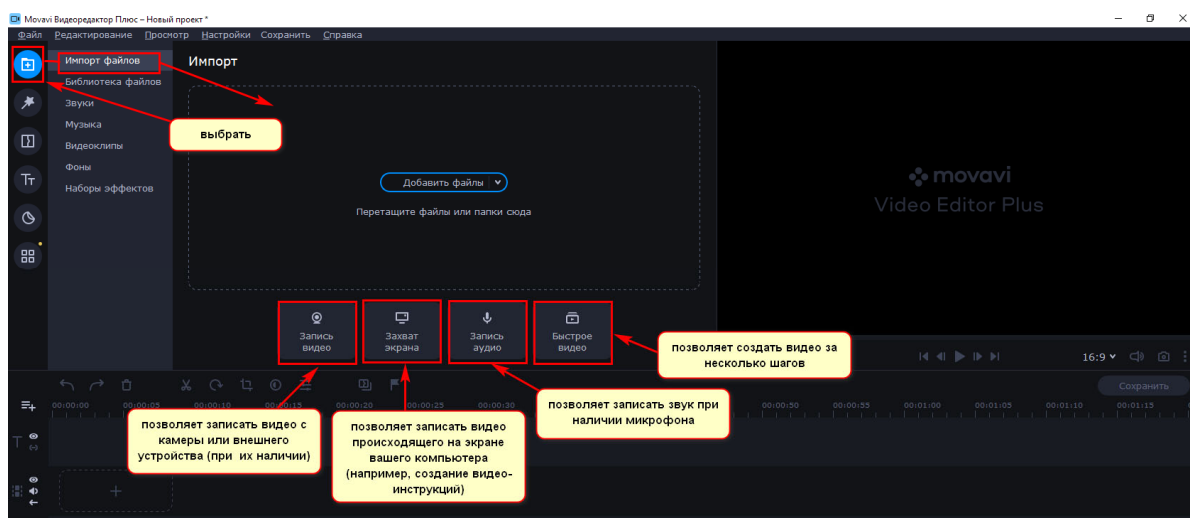 Movavi Видеоредактор Плюс – Новый проект *
Файл Редактирование Просмотр Настройки Сохранить Справка
Импорт файлов
Библиотека файлов
Звуки
Музыка
Видеоклипы
Фоны
Наборы эффектов
Импорт
выбрать
Добавить файлы
Перетащите файлы или папки сюда
Запись
видео
Захват
экрана
Запись
аудио
Быстрое
видео
movavi
Video Editor Plus
позволяет создать видео за
несколько шагов
16:9
Сохранить
00:00:00 00:00:05 00:00:10 00:00:15 00:00:20 00:00:25 00:00:30 00:00:50 00:00:55 00:01:00 00:01:05 00:01:10 00:01:15
позволяет записать видео с
камеры или внешнего
устройства (при их наличии)
позволяет записать видео
происходящего на экране
вашего компьютера
(например, создание видео-
инструкций)
позволяет записать звук при
наличии микрофона